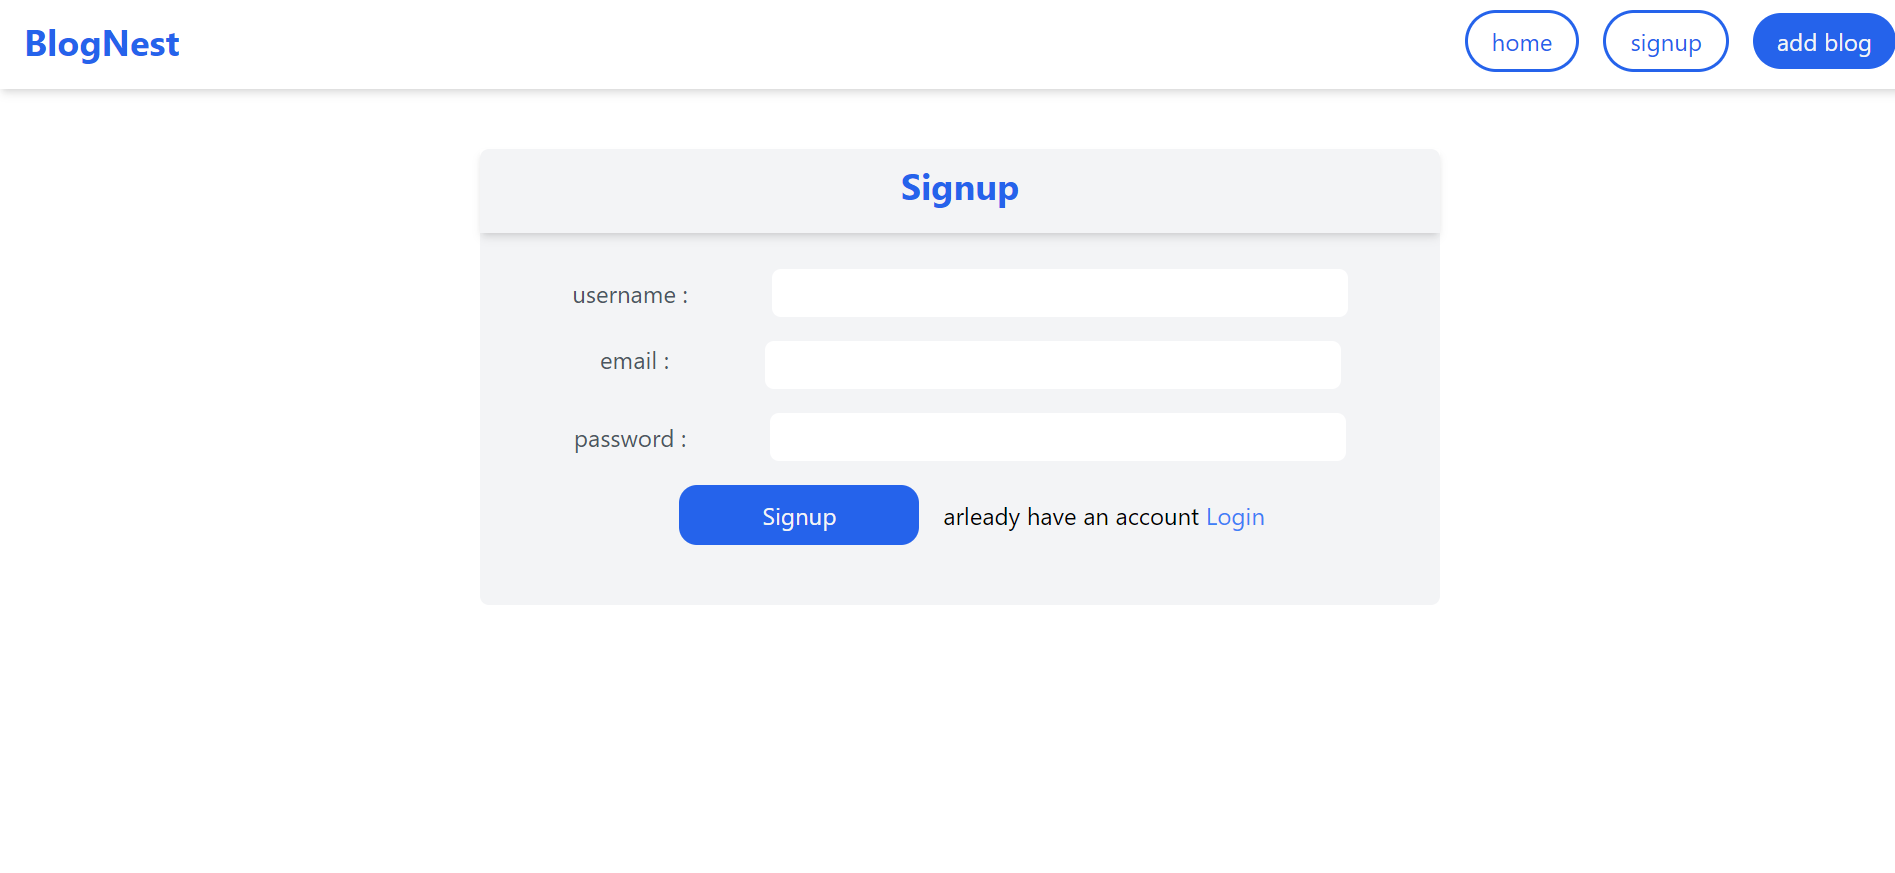 BlogNest
home
signup
add blog
Signup
username :
email :
password :
Signup
arleady have an account Login